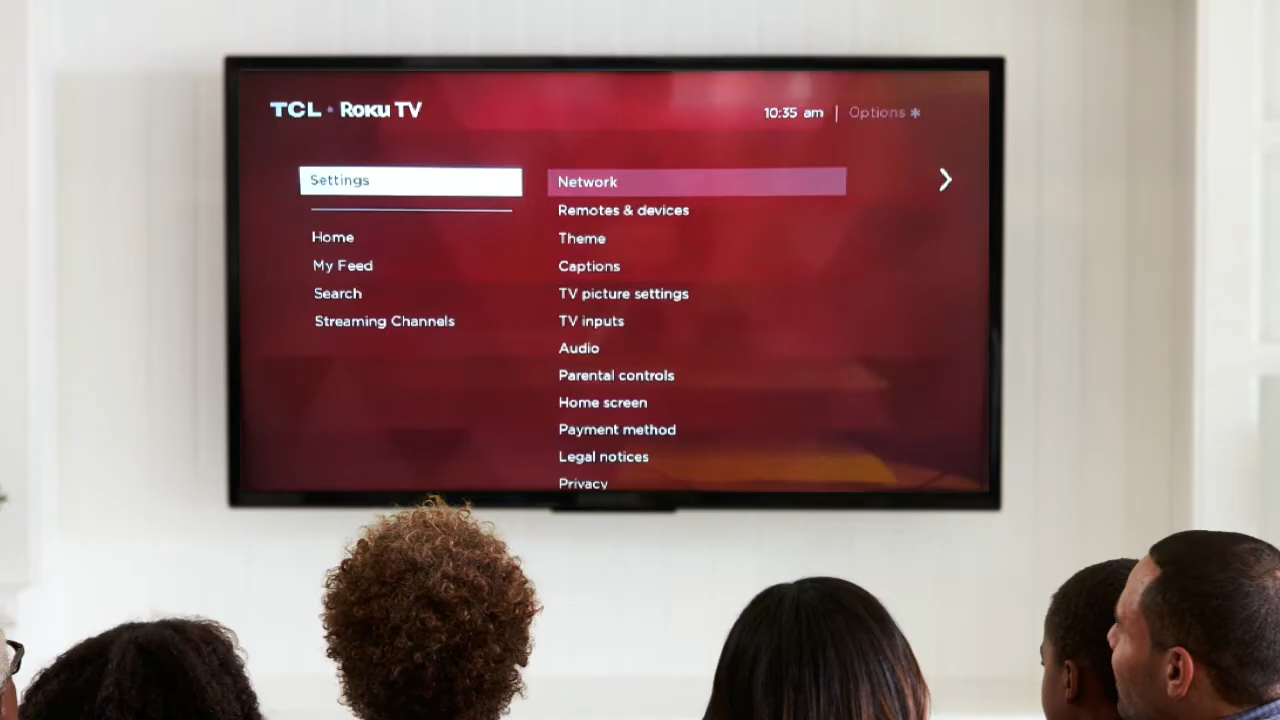 TCL • Roku TV
10:35 am | Options *
Settings
Home
My Feed
Search
Streaming Channels
Network
Remotes & devices
Theme
Captions
TV picture settings
TV inputs
Audio
Parental controls
Home screen
Payment method
Legal notices
Privacy